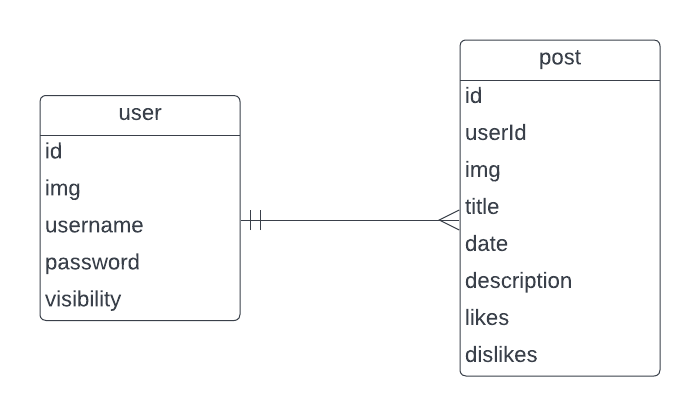 user
id
img
username
password
visibility
post
id
userId
img
title
date
description
likes
dislikes